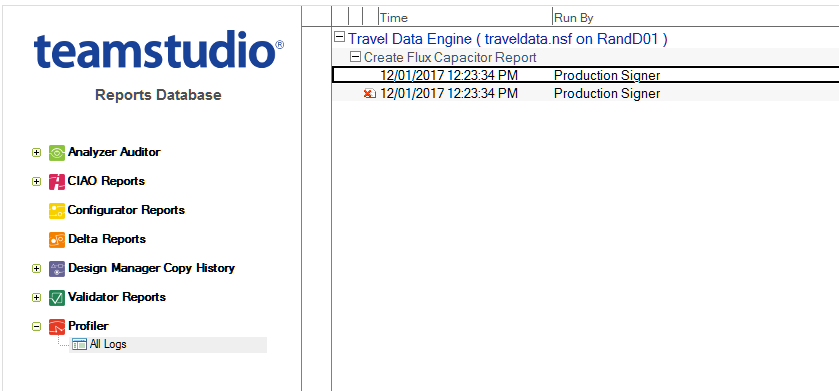 teamstudio®
Reports Database
Analyzer Auditor
CIAO Reports
Configurator Reports
Delta Reports
Design Manager Copy History
Validator Reports
Profiler
All Logs
Time Run By
Travel Data Engine ( traveldata.nsf on RandD01 )
Create Flux Capacitor Report
12/01/2017 12:23:34 PM Production Signer
12/01/2017 12:23:34 PM Production Signer